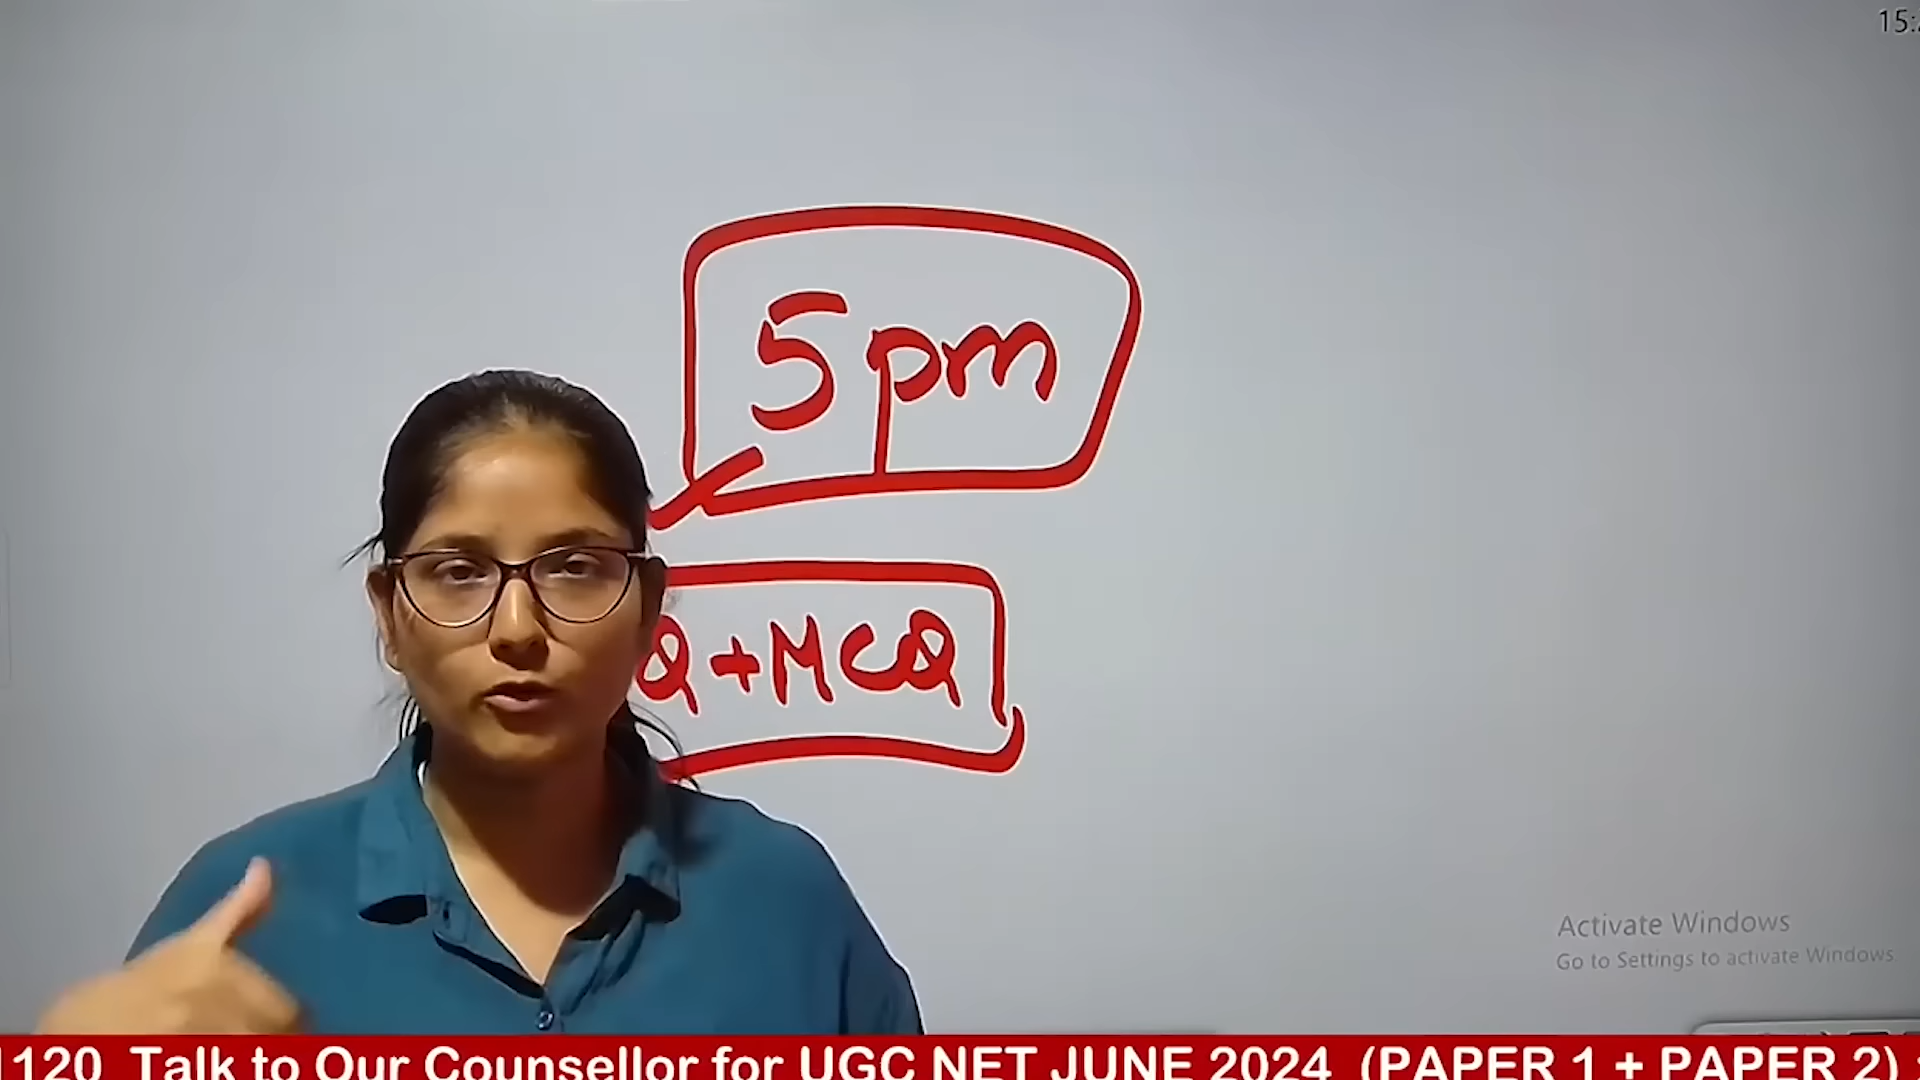 15:
5pm
Q+MCQ
Activate Windows
Go to Settings to activate Windows.
1120 Talk to Our Counsellor for UGC NET JUNE 2024 (PAPER 1 + PAPER 2) :